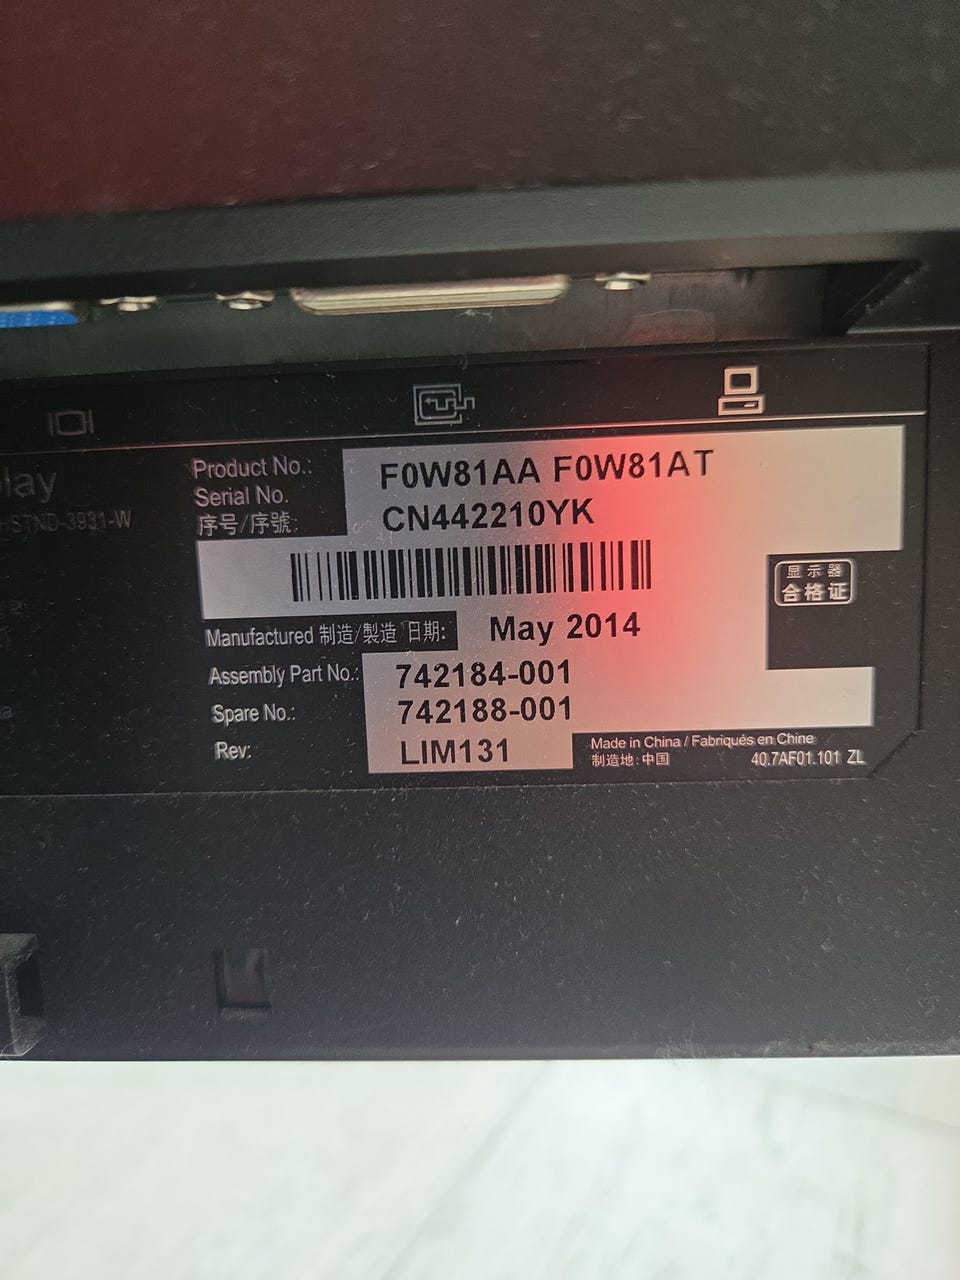 Product No.: F0W81AA F0W81AT
Serial No. CN442210YK
序号/序號:
显示器
合格证
Manufactured 制造/製造 日期: May 2014
Assembly Part No.: 742184-001
Spare No.: 742188-001
Rev: LIM131
Made in China / Fabriqués en Chine
制造地: 中国
40.7AF01.101 ZL
STND-3931-W